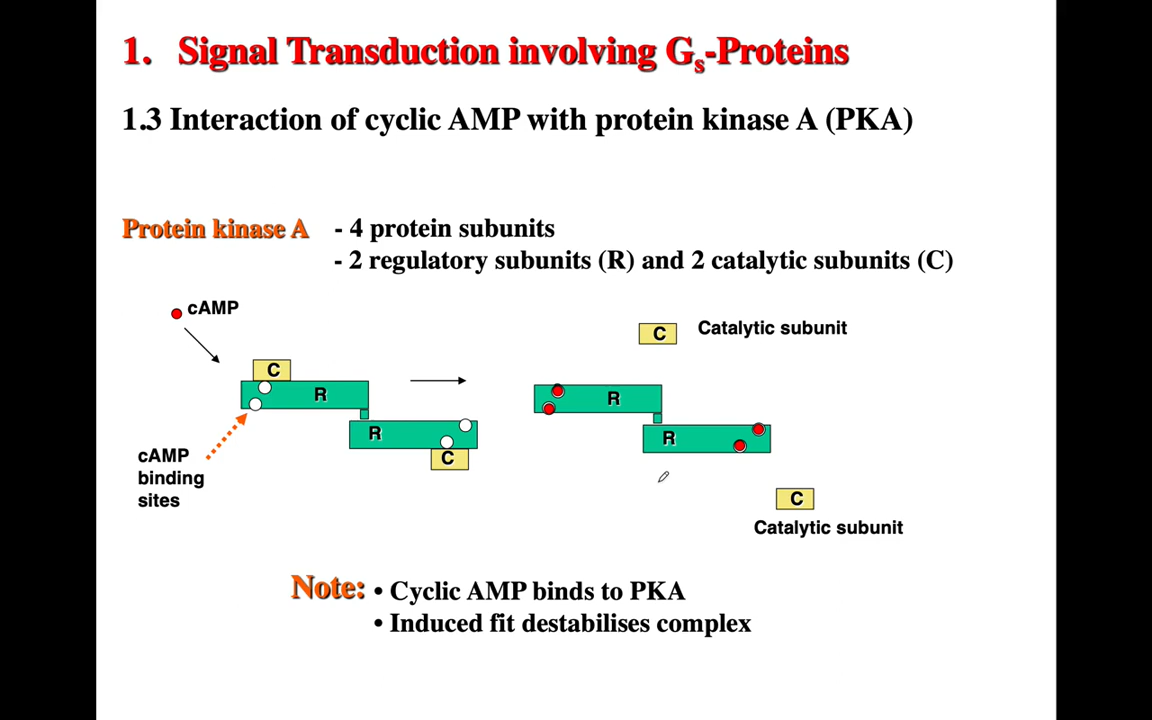 1. Signal Transduction involving Gs-Proteins
1.3 Interaction of cyclic AMP with protein kinase A (PKA)
Protein kinase A - 4 protein subunits
- 2 regulatory subunits (R) and 2 catalytic subunits (C)
cAMP
C
R
R
C
cAMP
binding
sites
C Catalytic subunit
R
R
C
Catalytic subunit
Note: • Cyclic AMP binds to PKA
• Induced fit destabilises complex